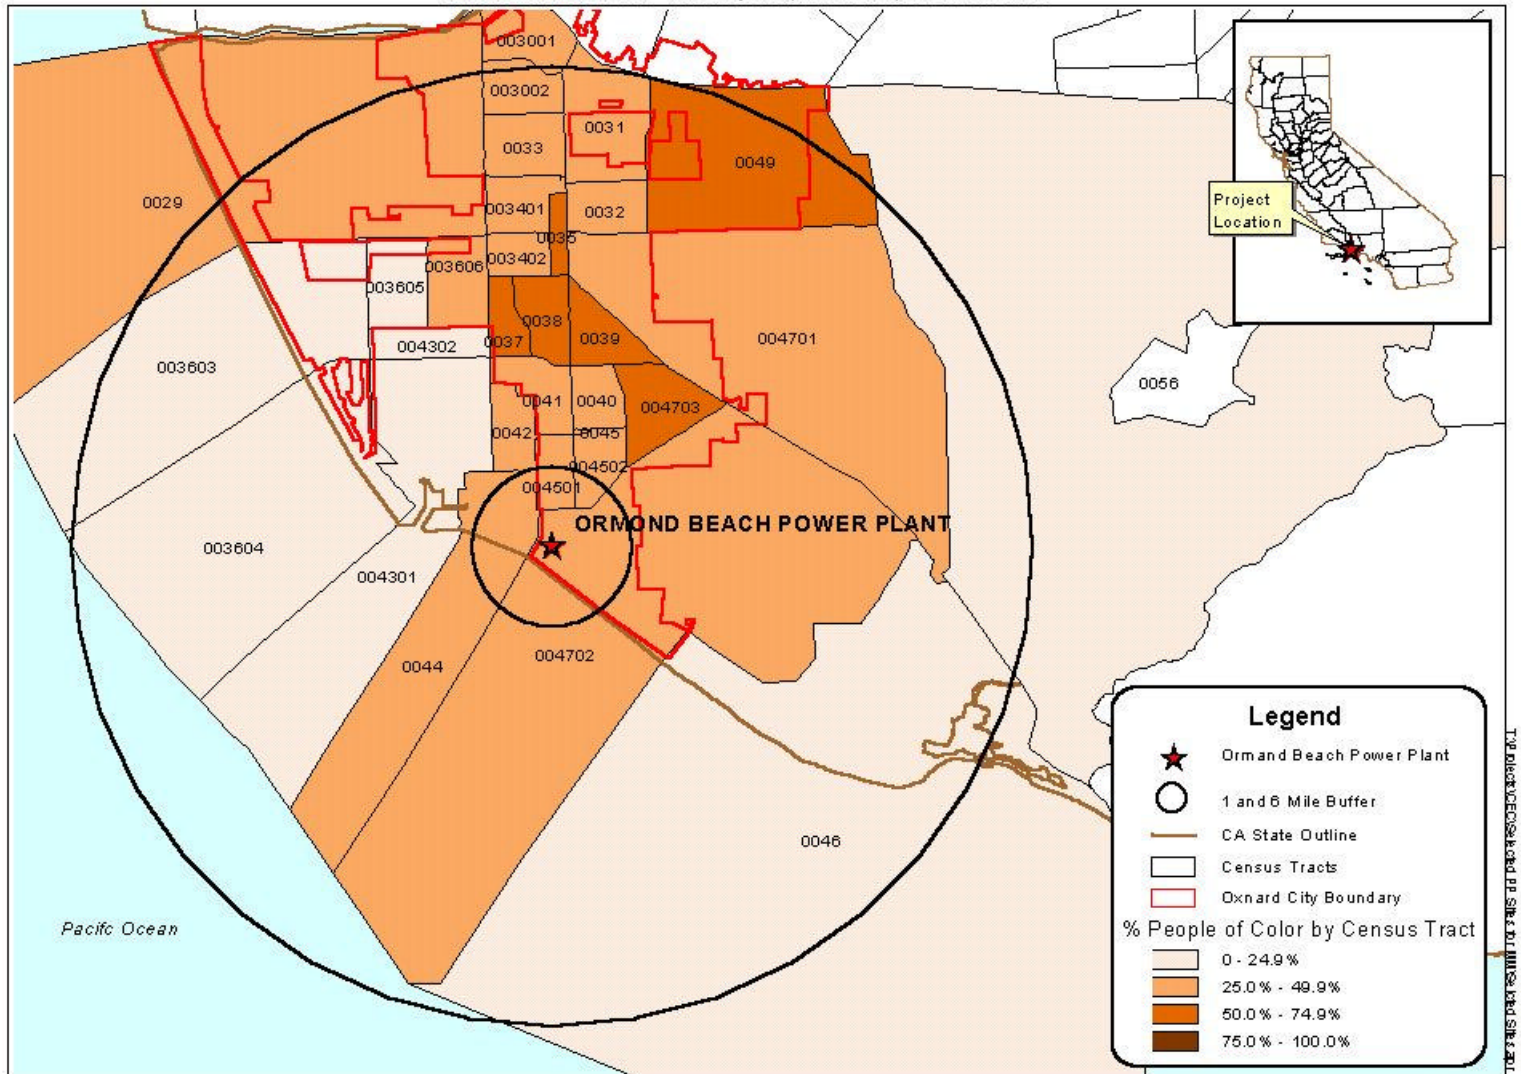 003001
003002
0031
0033
0049
0029
003401
0032
0035
003402
003606
003605
0038
0037
0039
004302
004701
003603
0041
0040
004703
0042
0045
004502
004501
0056
ORMOND BEACH POWER PLANT
003604
004301
0044
004702
0046
Pacifc Ocean
Project
Location
Legend
Ormand Beach Power Plant
1 and 6 Mile Buffer
CA State Outline
Census Tracts
Oxnard City Boundary
% People of Color by Census Tract
0 - 24.9%
25.0% - 49.9%
50.0% - 74.9%
75.0% - 100.0%